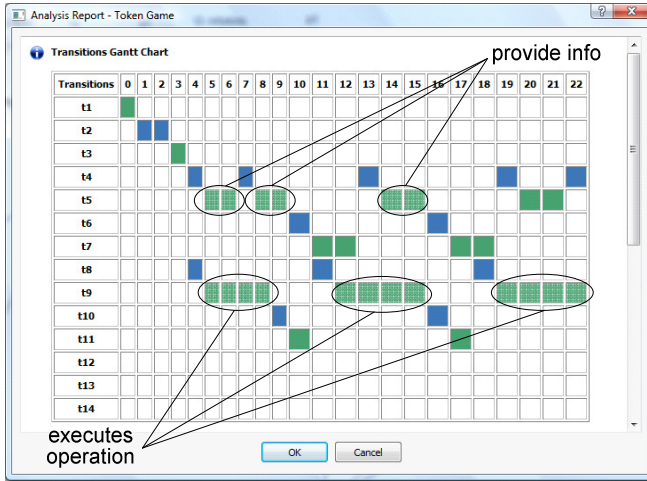 Analysis Report - Token Game
Transitions Gantt Chart
provide info
Transitions 0 1 2 3 4 5 6 7 8 9 10 11 12 13 14 15 16 17 18 19 20 21 22
t1
t2
t3
t4
t5
t6
t7
t8
t9
t10
t11
t12
t13
t14
executes
operation
OK Cancel